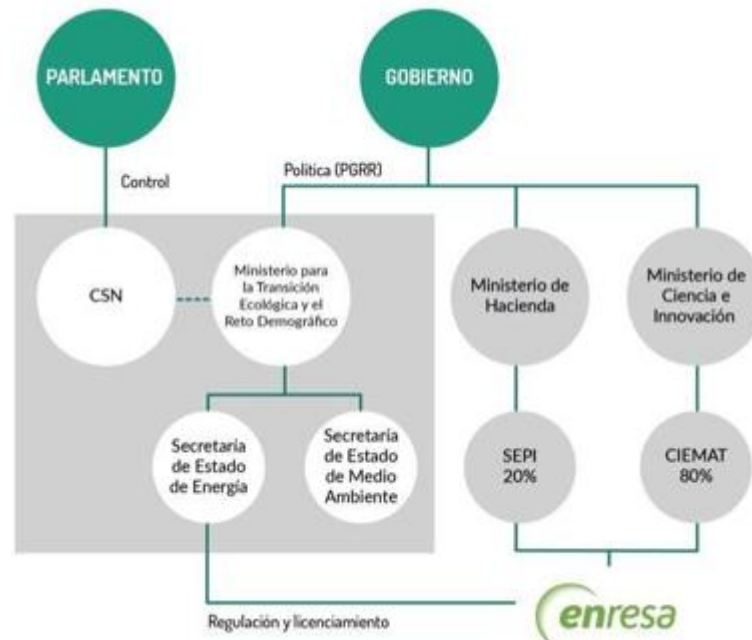 PARLAMENTO
GOBIERNO
Control
Política (PGRR)
CSN
Ministerio para
la Transición
Ecológica y el
Reto Demográfico
Ministerio de
Hacienda
Ministerio de
Ciencia e
Innovación
Secretaría
de Estado
de Energía
Secretaría
de Estado
de Medio
Ambiente
SEPI
20%
CIEMAT
80%
Regulación y licenciamiento
enresa